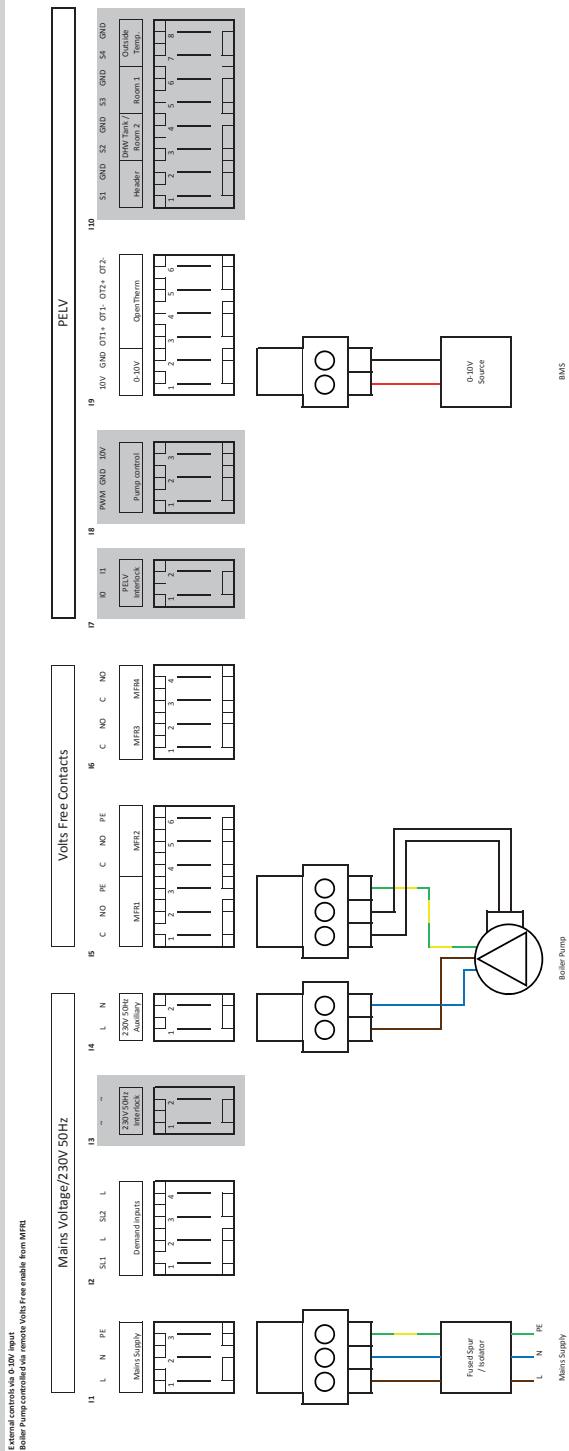 External controls via 0-10V input
Boiler Pump controlled via remote Volts Free enable from MFR1
Mains Voltage/230V 50Hz
Volts Free Contacts
PELV
I1
L N PE
Mains Supply
1 2 3
I2
SL1 L SL2 L
Demand inputs
1 2 3 4
I3
~ ~
230V 50Hz
Interlock
1 2
I4
L N
230V 50Hz
Auxiliary
1 2
I5
C NO PE C NO PE
MFR1 MFR2
1 2 3 4 5 6
I6
C NO C NO
MFR3 MFR4
1 2 3 4
I7
I0 I1
PELV
Interlock
1 2
I8
PWM GND 10V
Pump control
1 2 3
I9
10V GND OT1+ OT1- OT2+ OT2-
0-10V OpenTherm
1 2 3 4 5 6
I10
S1 GND S2 GND S3 GND S4 GND
Header
DHW Tank /
Room 2
Room 1
Outside
Temp.
1 2 3 4 5 6 7 8
Fused Spur
/ Isolator
L N PE
Mains Supply
Boiler Pump
0-10V
Source
BMS